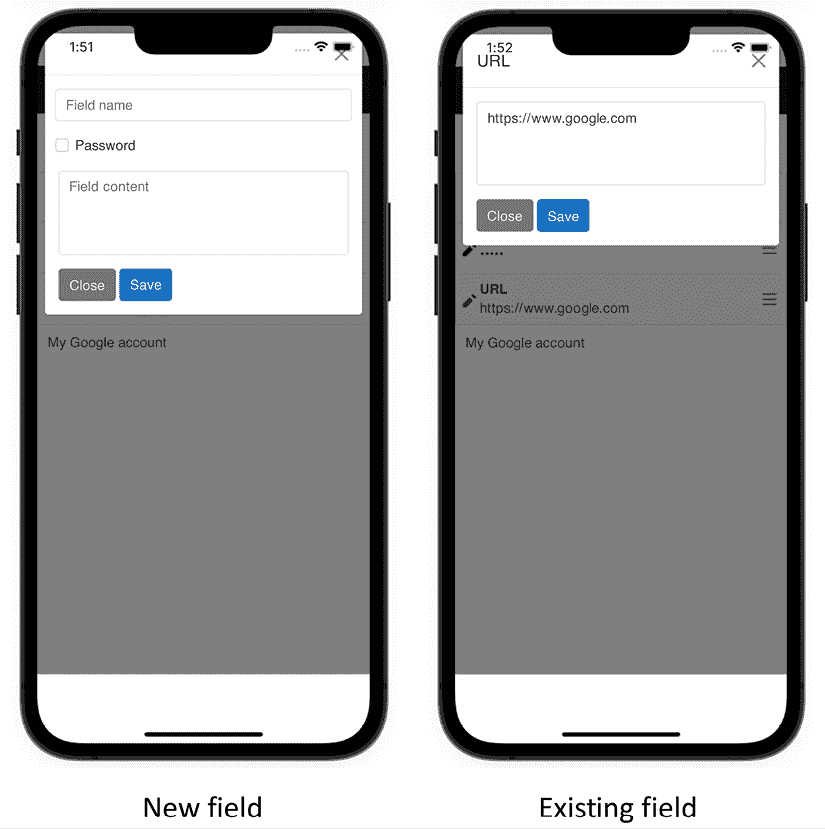 1:51
Field name
Password
Field content
Close Save
My Google account
New field
1:52
URL
https://www.google.com
Close Save
•••••
URL
https://www.google.com
My Google account
Existing field